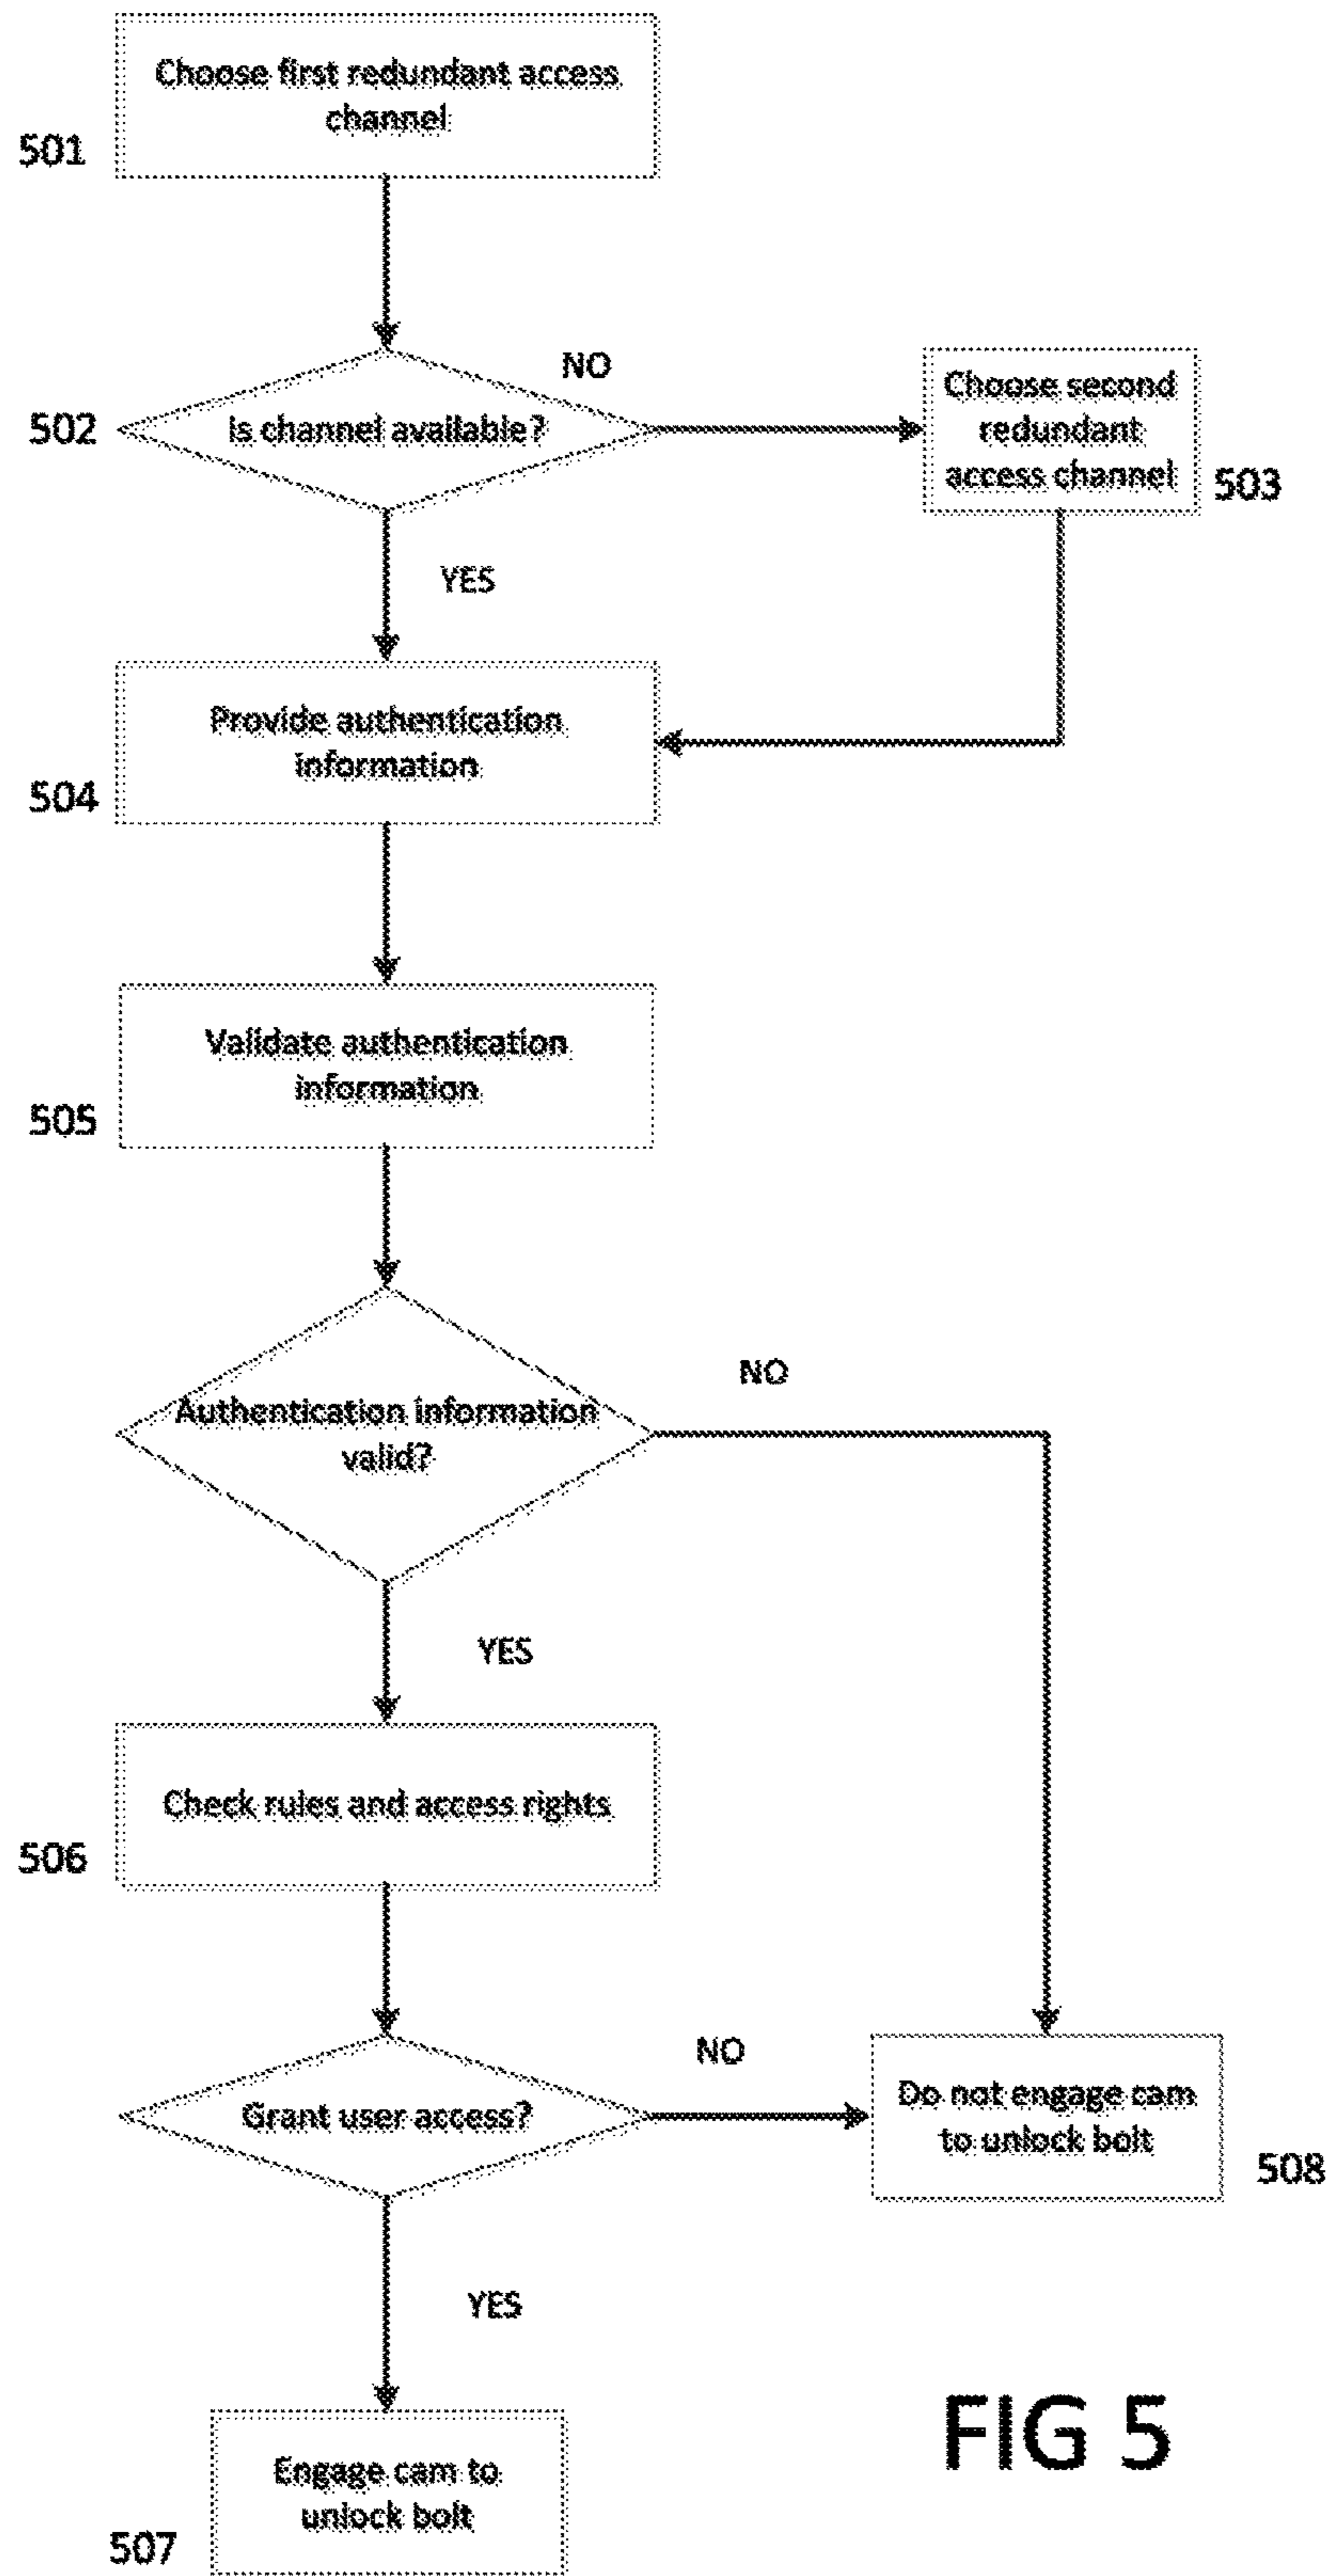 Choose first redundant access
channel
501
NO
502
Is channel available?
Choose second
redundant
access channel
503
YES
Provide authentication
information
504
Validate authentication
information
505
NO
Authentication information
valid?
YES
Check rules and access rights
506
NO
Grant user access?
Do not engage cam
to unlock bolt
508
YES
FIG 5
Engage cam to
unlock bolt
507